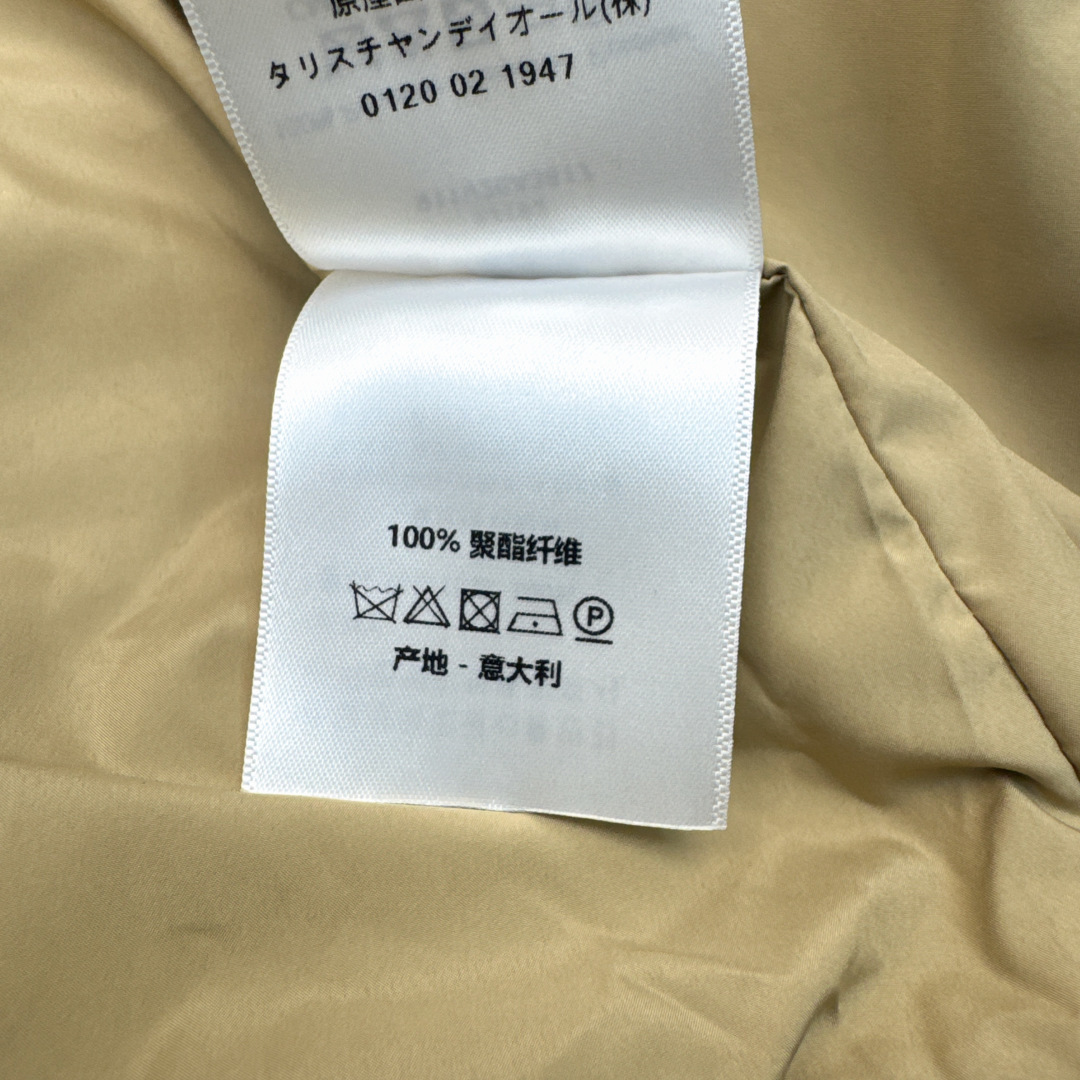 タリスチャンディオール(株)
0120 02 1947
100% 聚酯纤维
P
产地 - 意大利